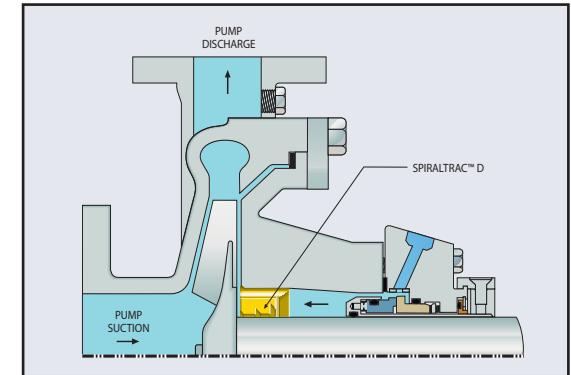 PUMP
DISCHARGE
SPIRALTRAC™ D
PUMP
SUCTION